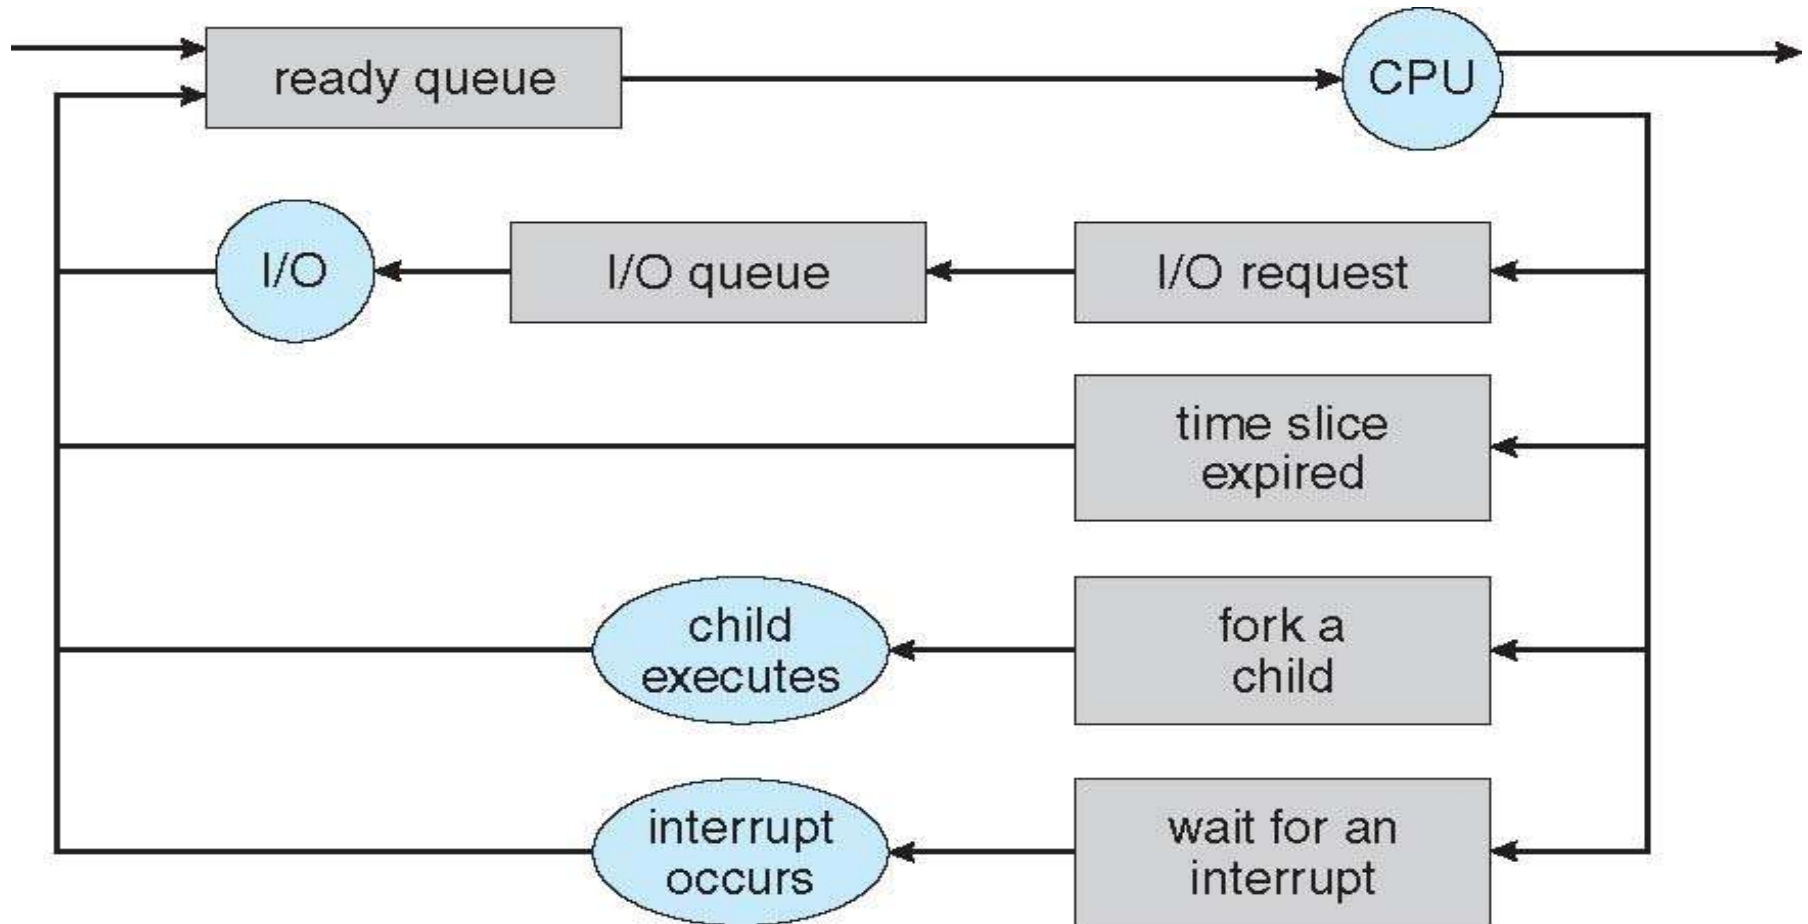 ready queue
CPU
I/O
I/O queue
I/O request
time slice
expired
child
executes
fork a
child
interrupt
occurs
wait for an
interrupt